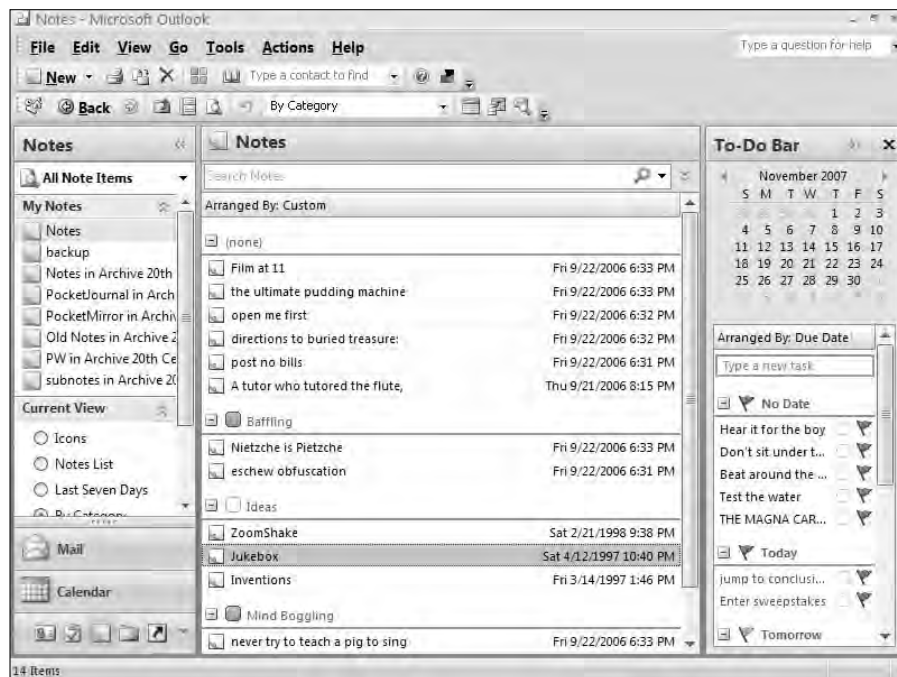 Notes - Microsoft Outlook
File Edit View Go Tools Actions Help
Type a question for help
New
Type a contact to find
Back
By Category
Notes
All Note Items
My Notes
Notes
backup
Notes in Archive 20th
PocketJournal in Arch
PocketMirror in Archiv
Old Notes in Archive 2
PW in Archive 20th Ce
subnotes in Archive 20
Current View
Icons
Notes List
Last Seven Days
By Category
Mail
Calendar
Notes
Search Notes
Arranged By: Custom
(none)
Film at 11 Fri 9/22/2006 6:33 PM
the ultimate pudding machine Fri 9/22/2006 6:33 PM
open me first Fri 9/22/2006 6:32 PM
directions to buried treasure: Fri 9/22/2006 6:32 PM
post no bills Fri 9/22/2006 6:31 PM
A tutor who tutored the flute, Thu 9/21/2006 8:15 PM
Baffling
Nietzche is Pietzche Fri 9/22/2006 6:33 PM
eschew obfuscation Fri 9/22/2006 6:31 PM
Ideas
ZoomShake Sat 2/21/1998 9:38 PM
Jukebox Sat 4/12/1997 10:40 PM
Inventions Fri 3/14/1997 1:46 PM
Mind Boggling
never try to teach a pig to sing Fri 9/22/2006 6:33 PM
To-Do Bar
November 2007
S M T W T F S
1 2 3
4 5 6 7 8 9 10
11 12 13 14 15 16 17
18 19 20 21 22 23 24
25 26 27 28 29 30
Arranged By: Due Date
Type a new task
No Date
Hear it for the boy
Don't sit under t...
Beat around the ...
Test the water
THE MAGNA CAR...
Today
jump to conclusi...
Enter sweepstakes
Tomorrow
14 Items